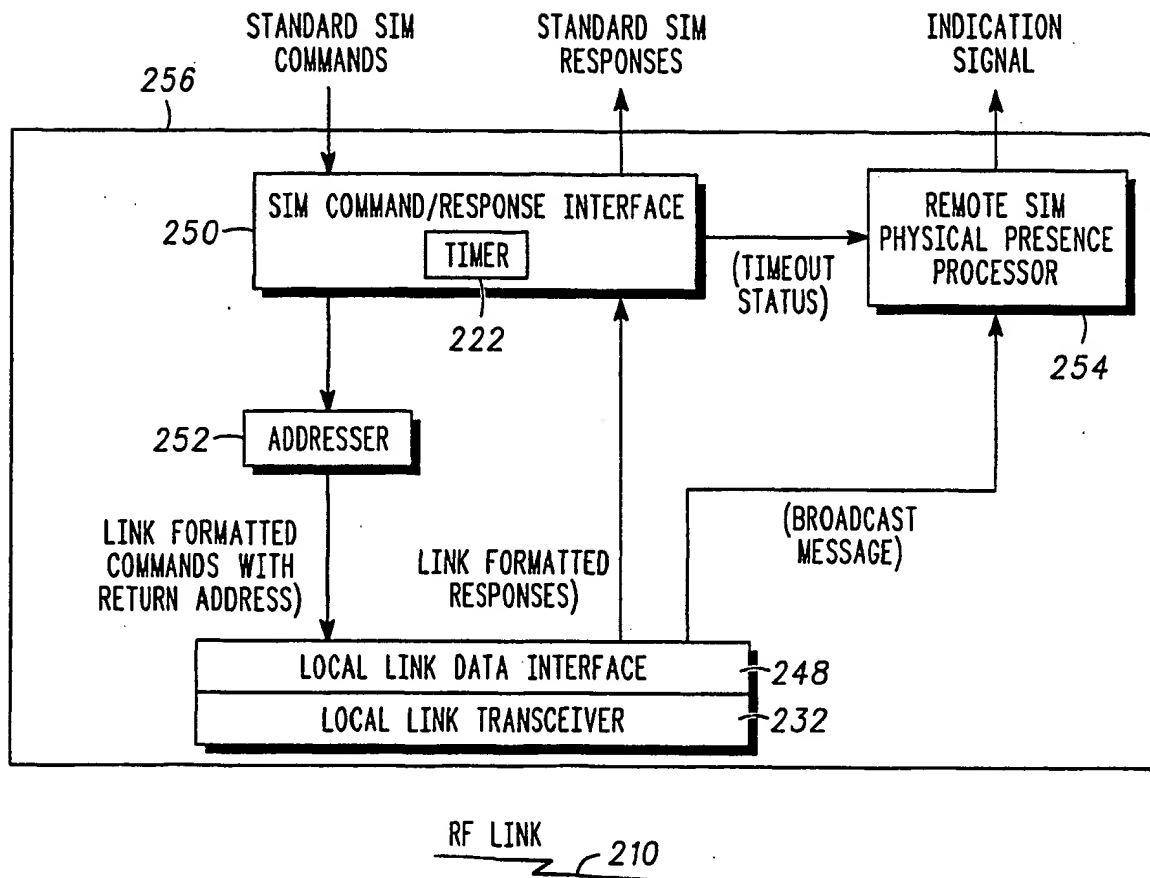 STANDARD SIM
COMMANDS
STANDARD SIM
RESPONSES
INDICATION
SIGNAL
256
SIM COMMAND/RESPONSE INTERFACE
250
TIMER
222
(TIMEOUT
STATUS)
REMOTE SIM
PHYSICAL PRESENCE
PROCESSOR
254
252
ADDRESSER
LINK FORMATTED
COMMANDS WITH
RETURN ADDRESS)
LINK FORMATTED
RESPONSES)
(BROADCAST
MESSAGE)
LOCAL LINK DATA INTERFACE
248
LOCAL LINK TRANSCEIVER
232
RF LINK
210